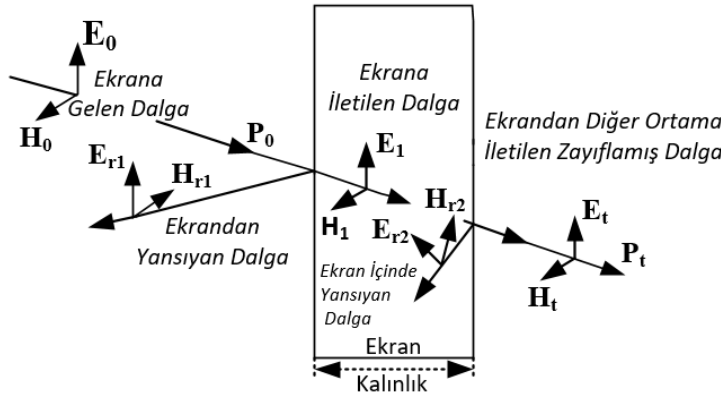 E0
Ekrana
Gelen Dalga
H0
P0
Er1
Hr1
Ekrandan
Yansıyan Dalga
Ekrana
İletilen Dalga
E1
H1
Hr2
Er2
Ekran İçinde
Yansıyan
Dalga
Ekrandan Diğer Ortama
İletilen Zayıflamış Dalga
Et
Pt
Ht
Ekran
Kalınlık